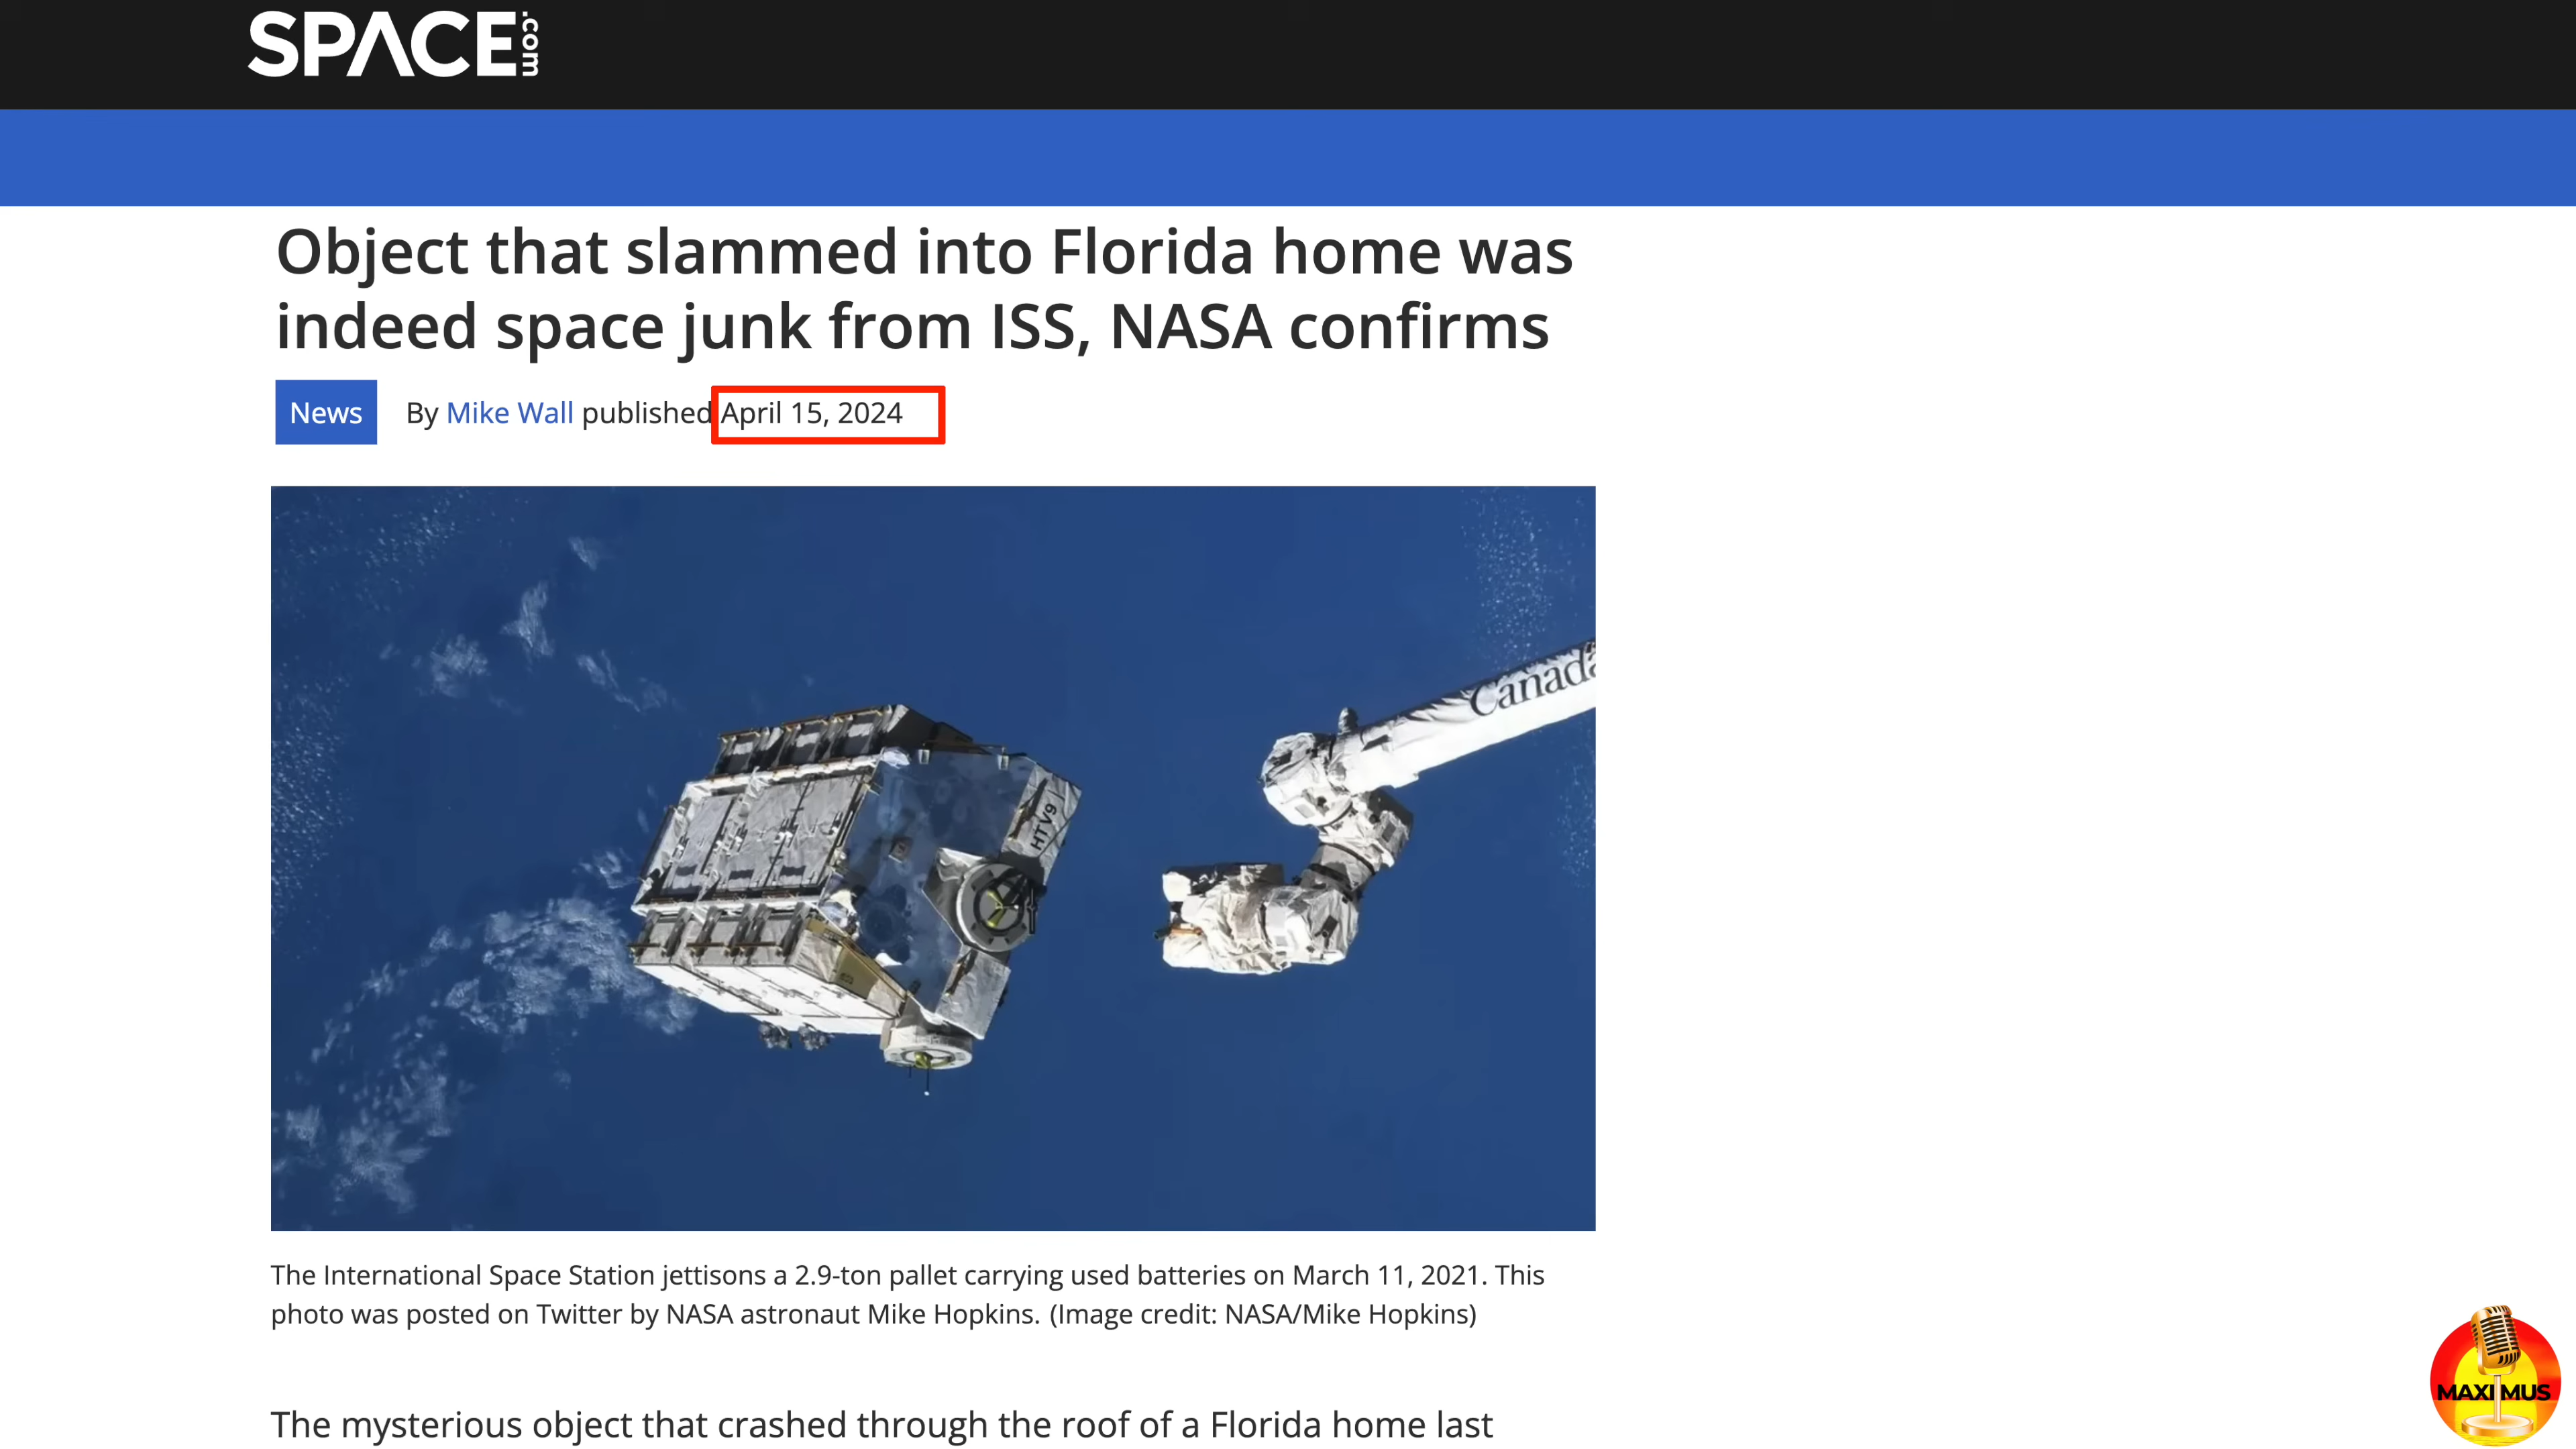 SPACE.com
Object that slammed into Florida home was
indeed space junk from ISS, NASA confirms
News By Mike Wall published April 15, 2024
Canada
HTV9
The International Space Station jettisons a 2.9-ton pallet carrying used batteries on March 11, 2021. This
photo was posted on Twitter by NASA astronaut Mike Hopkins. (Image credit: NASA/Mike Hopkins)
MAXIMUS
The mysterious object that crashed through the roof of a Florida home last